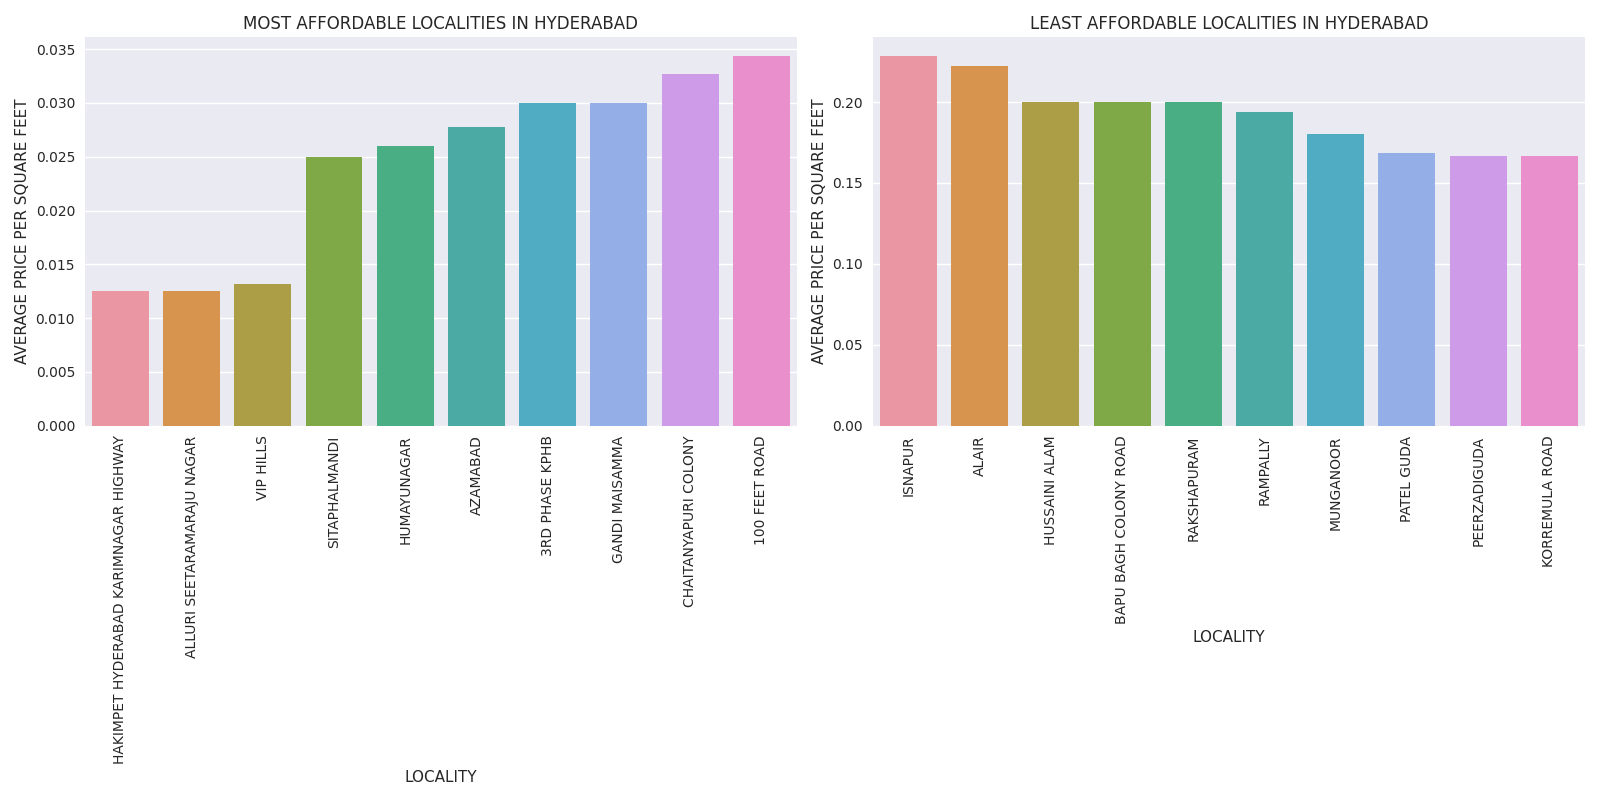 MOST AFFORDABLE LOCALITIES IN HYDERABAD
AVERAGE PRICE PER SQUARE FEET
0.035
0.030
0.025
0.020
0.015
0.010
0.005
0.000
HAKIMPET HYDERABAD KARIMNAGAR HIGHWAY
ALLURI SEETARAMARAJU NAGAR
VIP HILLS
SITAPHALMANDI
HUMAYUNAGAR
AZAMABAD
3RD PHASE KPHB
GANDI MAISAMMA
CHAITANYAPURI COLONY
100 FEET ROAD
LOCALITY
LEAST AFFORDABLE LOCALITIES IN HYDERABAD
AVERAGE PRICE PER SQUARE FEET
0.20
0.15
0.10
0.05
0.00
ISNAPUR
ALAIR
HUSSAINI ALAM
BAPU BAGH COLONY ROAD
RAKSHAPURAM
RAMPALLY
MUNGANOOR
PATEL GUDA
PEERZADIGUDA
KORREMULA ROAD
LOCALITY